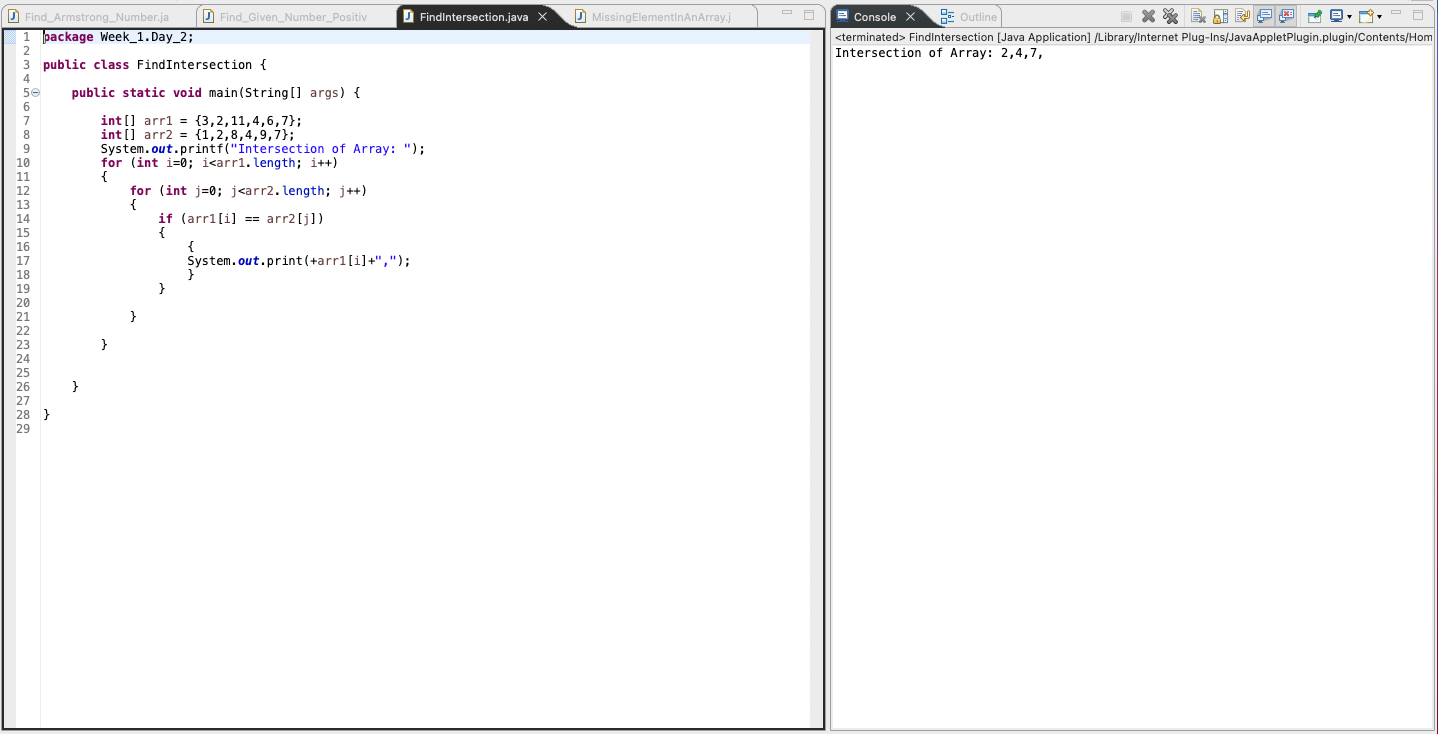 Find_Armstrong_Number.ja
Find_Given_Number_Positiv
FindIntersection.java
MissingElementInAnArray.j
1 package Week_1.Day_2;
2
3 public class FindIntersection {
4
5 public static void main(String[] args) {
6
7 int[] arr1 = {3,2,11,4,6,7};
8 int[] arr2 = {1,2,8,4,9,7};
9 System.out.printf("Intersection of Array: ");
10 for (int i=0; i<arr1.length; i++)
11 {
12 for (int j=0; j<arr2.length; j++)
13 {
14 if (arr1[i] == arr2[j])
15 {
16 {
17 System.out.print(+arr1[i]+",");
18 }
19 }
20
21 }
22
23 }
24
25
26 }
27
28 }
29
Console
Outline
<terminated> FindIntersection [Java Application] /Library/Internet Plug-Ins/JavaAppletPlugin.plugin/Contents/Hom
Intersection of Array: 2,4,7,